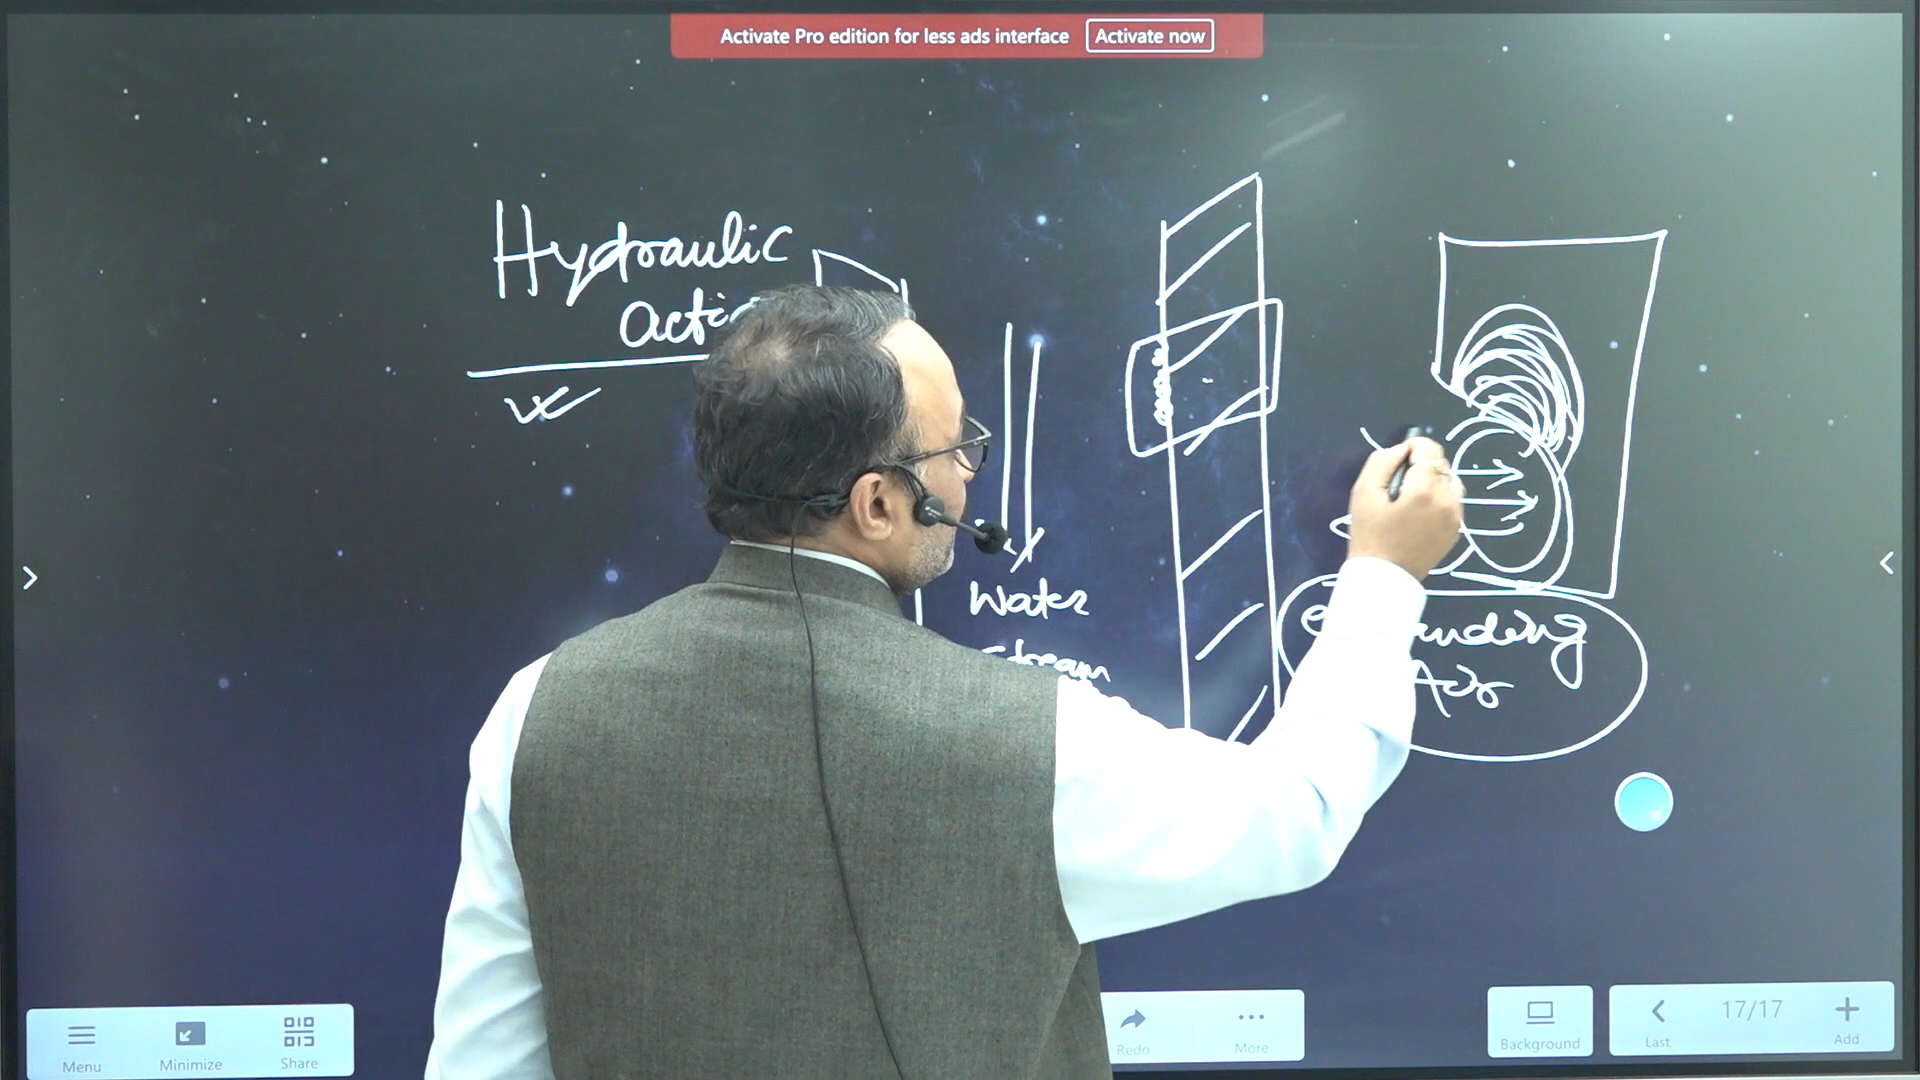 Activate Pro edition for less ads interface Activate now
Hydraulic
Water
Air
Menu
Minimize
Share
Redo
More
Background
Last
17/17
Add